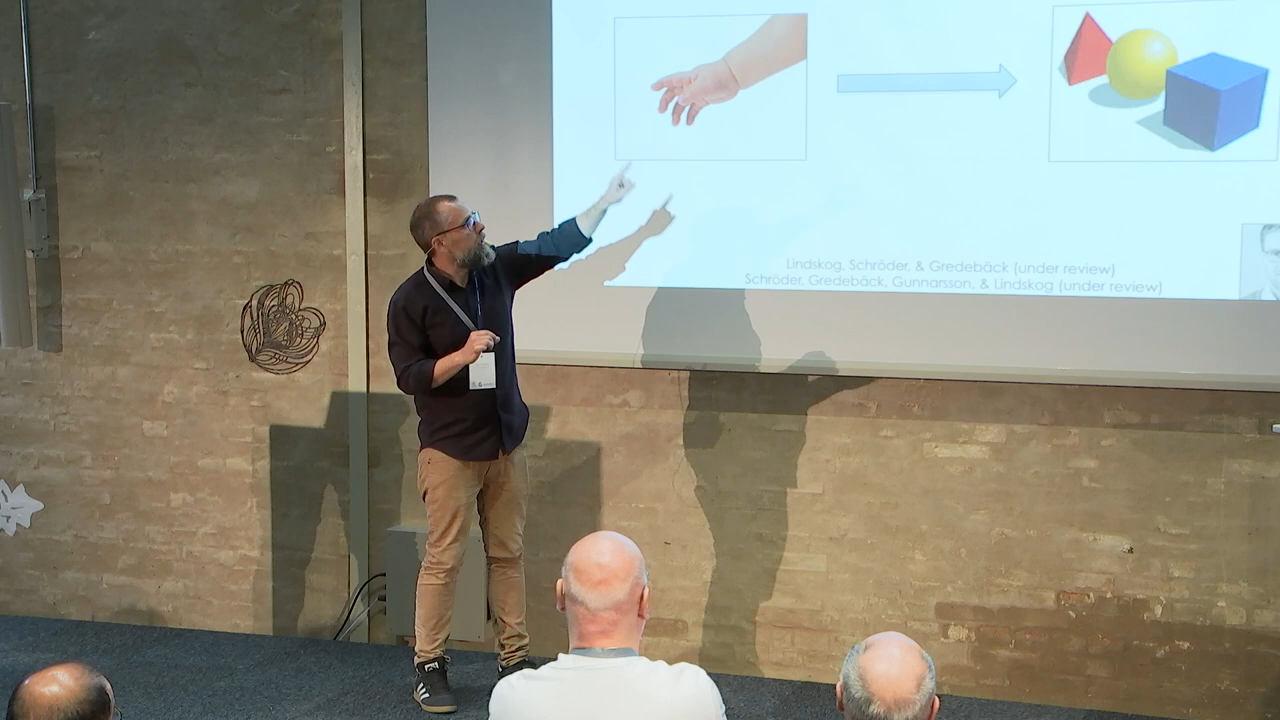 Lindskog, Schröder, & Gredebäck (under review)
Schröder, Gredebäck, Gunnarsson, & Lindskog (under review)